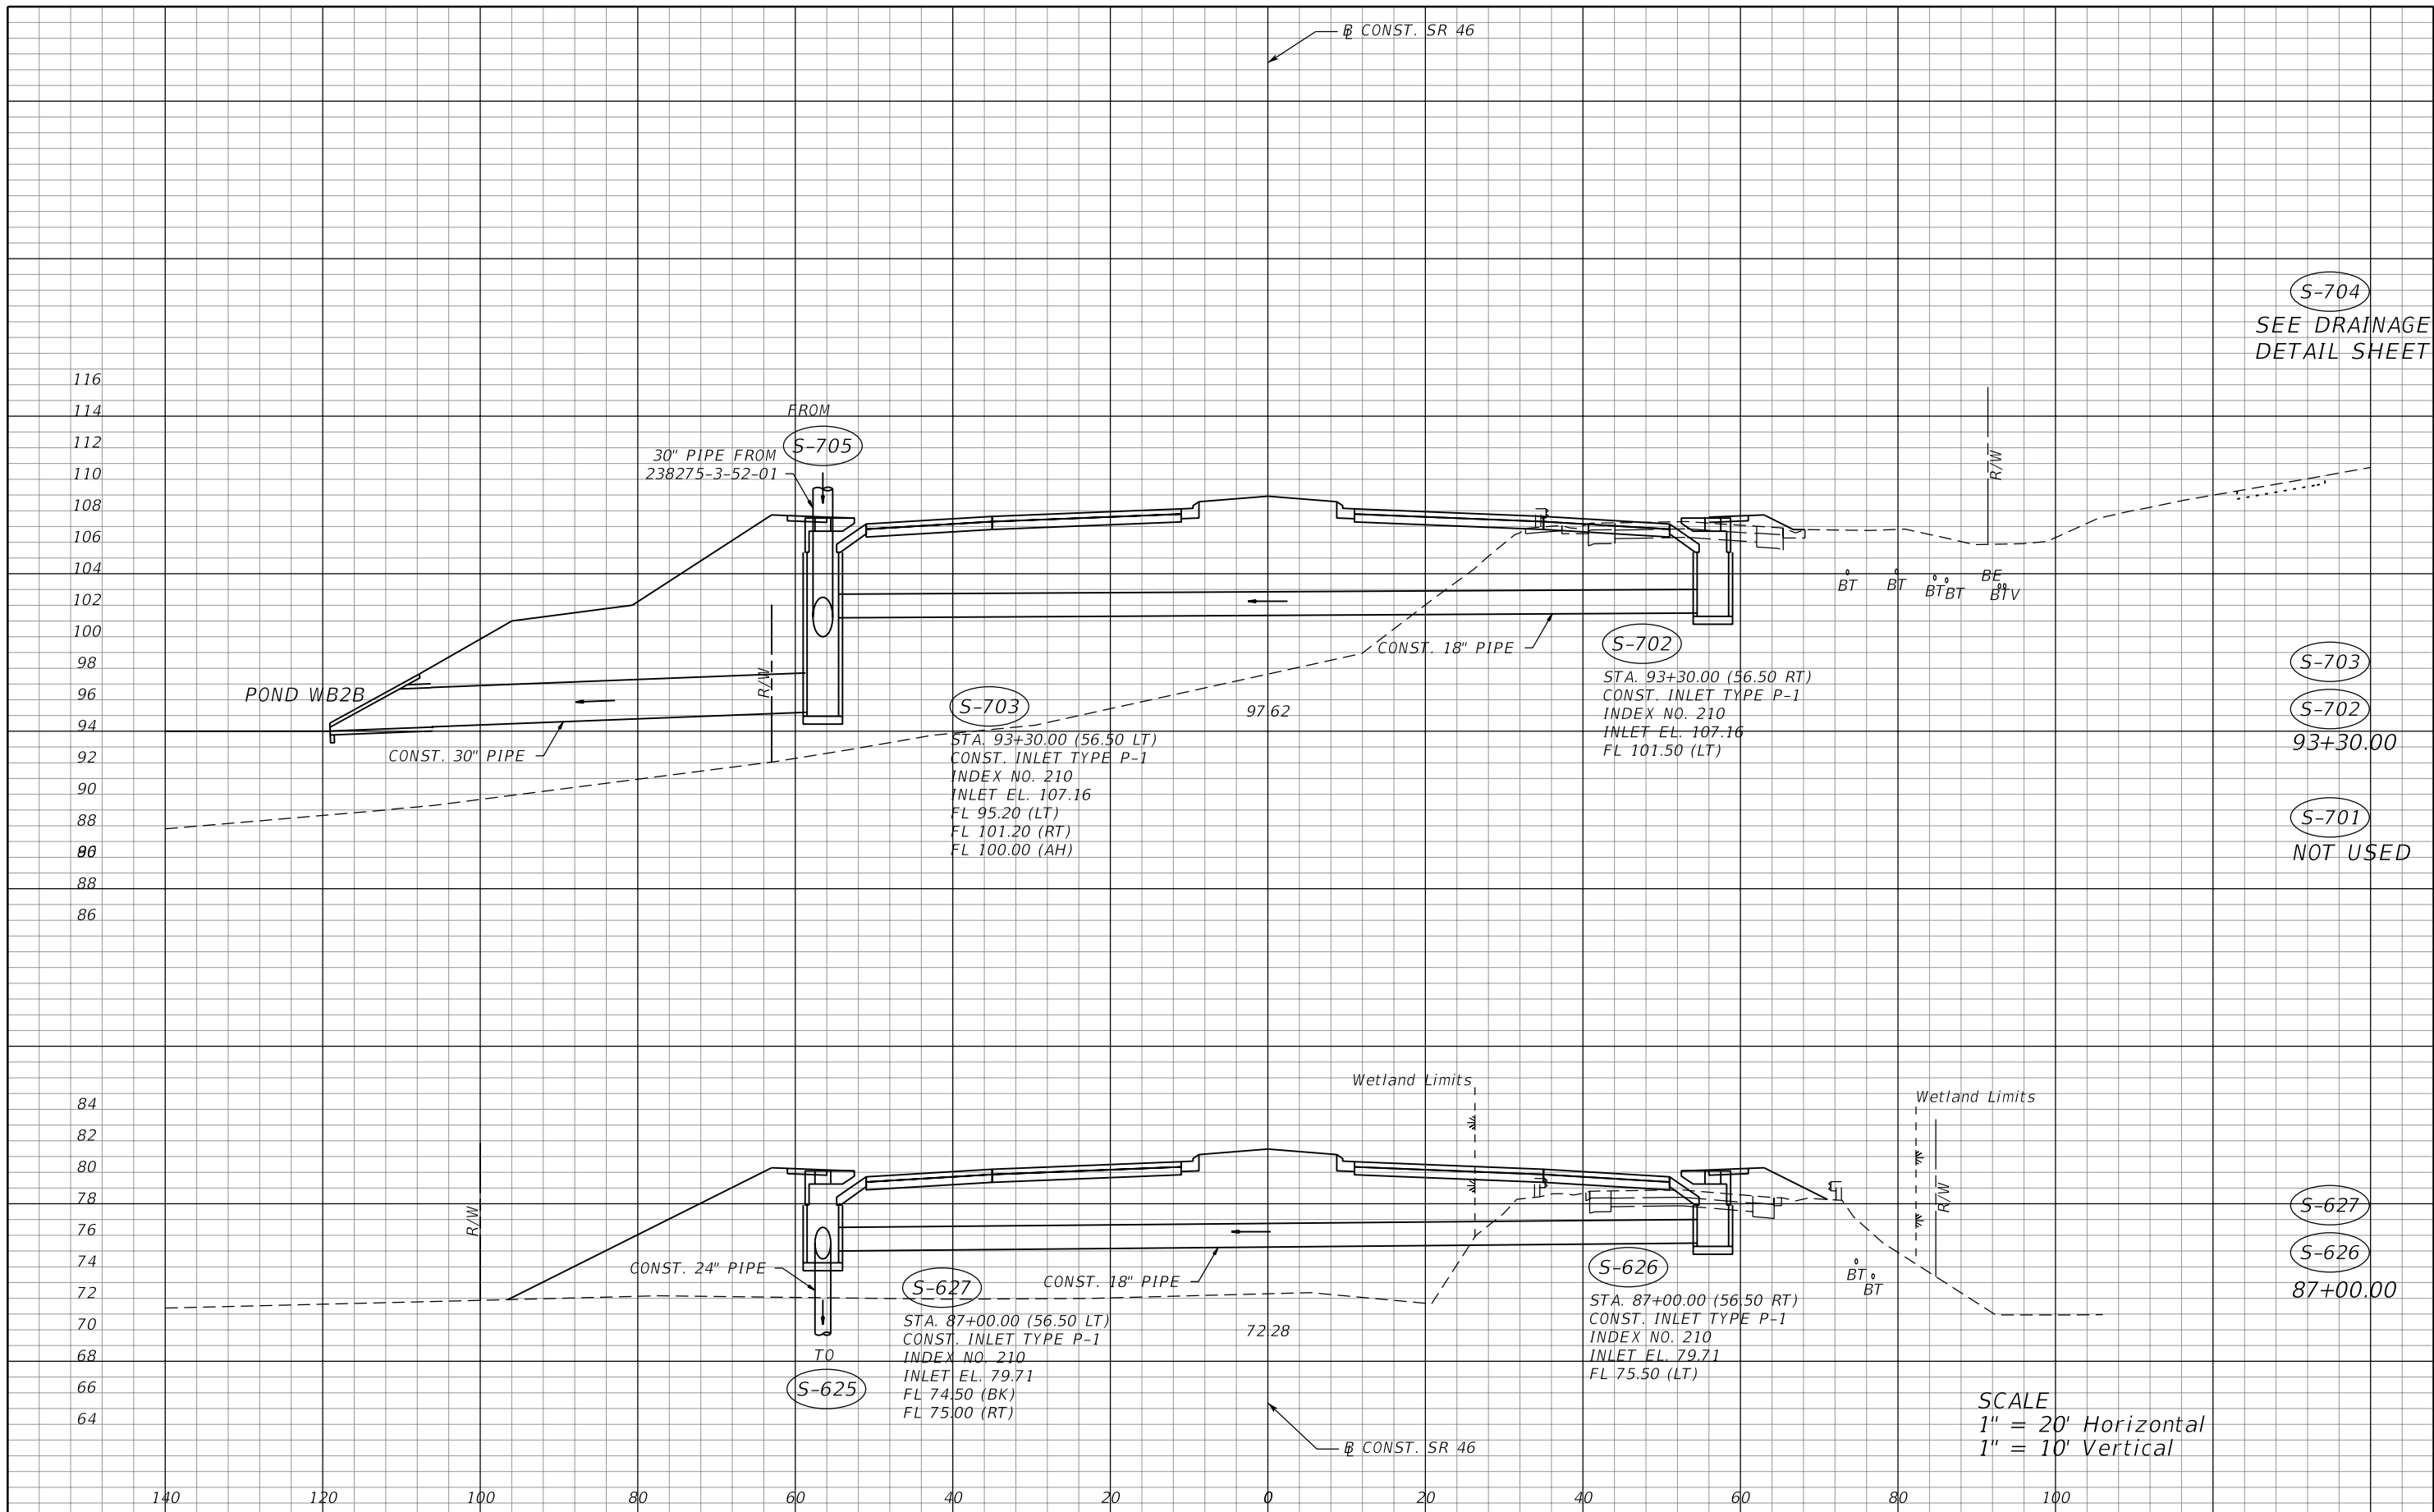 ℄ CONST. SR 46
S-704
SEE DRAINAGE
DETAIL SHEET
116
114
112
110
108
106
104
102
100
98
96
94
92
90
88
88
86
FROM
S-705
30" PIPE FROM
238275-3-52-01
R/W
BT
BT
BT
BT
BE
BTV
CONST. 18" PIPE
S-702
STA. 93+30.00 (56.50 RT)
CONST. INLET TYPE P-1
INDEX NO. 210
INLET EL. 107.16
FL 101.50 (LT)
R/W
POND WB2B
CONST. 30" PIPE
S-703
STA. 93+30.00 (56.50 LT)
CONST. INLET TYPE P-1
INDEX NO. 210
INLET EL. 107.16
FL 95.20 (LT)
FL 101.20 (RT)
FL 100.00 (AH)
97.62
S-703
S-702
93+30.00
S-701
NOT USED
84
82
80
78
76
74
72
70
68
66
64
Wetland Limits
Wetland Limits
R/W
R/W
CONST. 24" PIPE
S-627
CONST. 18" PIPE
STA. 87+00.00 (56.50 LT)
CONST. INLET TYPE P-1
INDEX NO. 210
INLET EL. 79.71
FL 74.50 (BK)
FL 75.00 (RT)
TO
S-625
72.28
S-626
STA. 87+00.00 (56.50 RT)
CONST. INLET TYPE P-1
INDEX NO. 210
INLET EL. 79.71
FL 75.50 (LT)
BT
BT
S-627
S-626
87+00.00
℄ CONST. SR 46
SCALE
1" = 20' Horizontal
1" = 10' Vertical
140 120 100 80 60 40 20 0 20 40 60 80 100